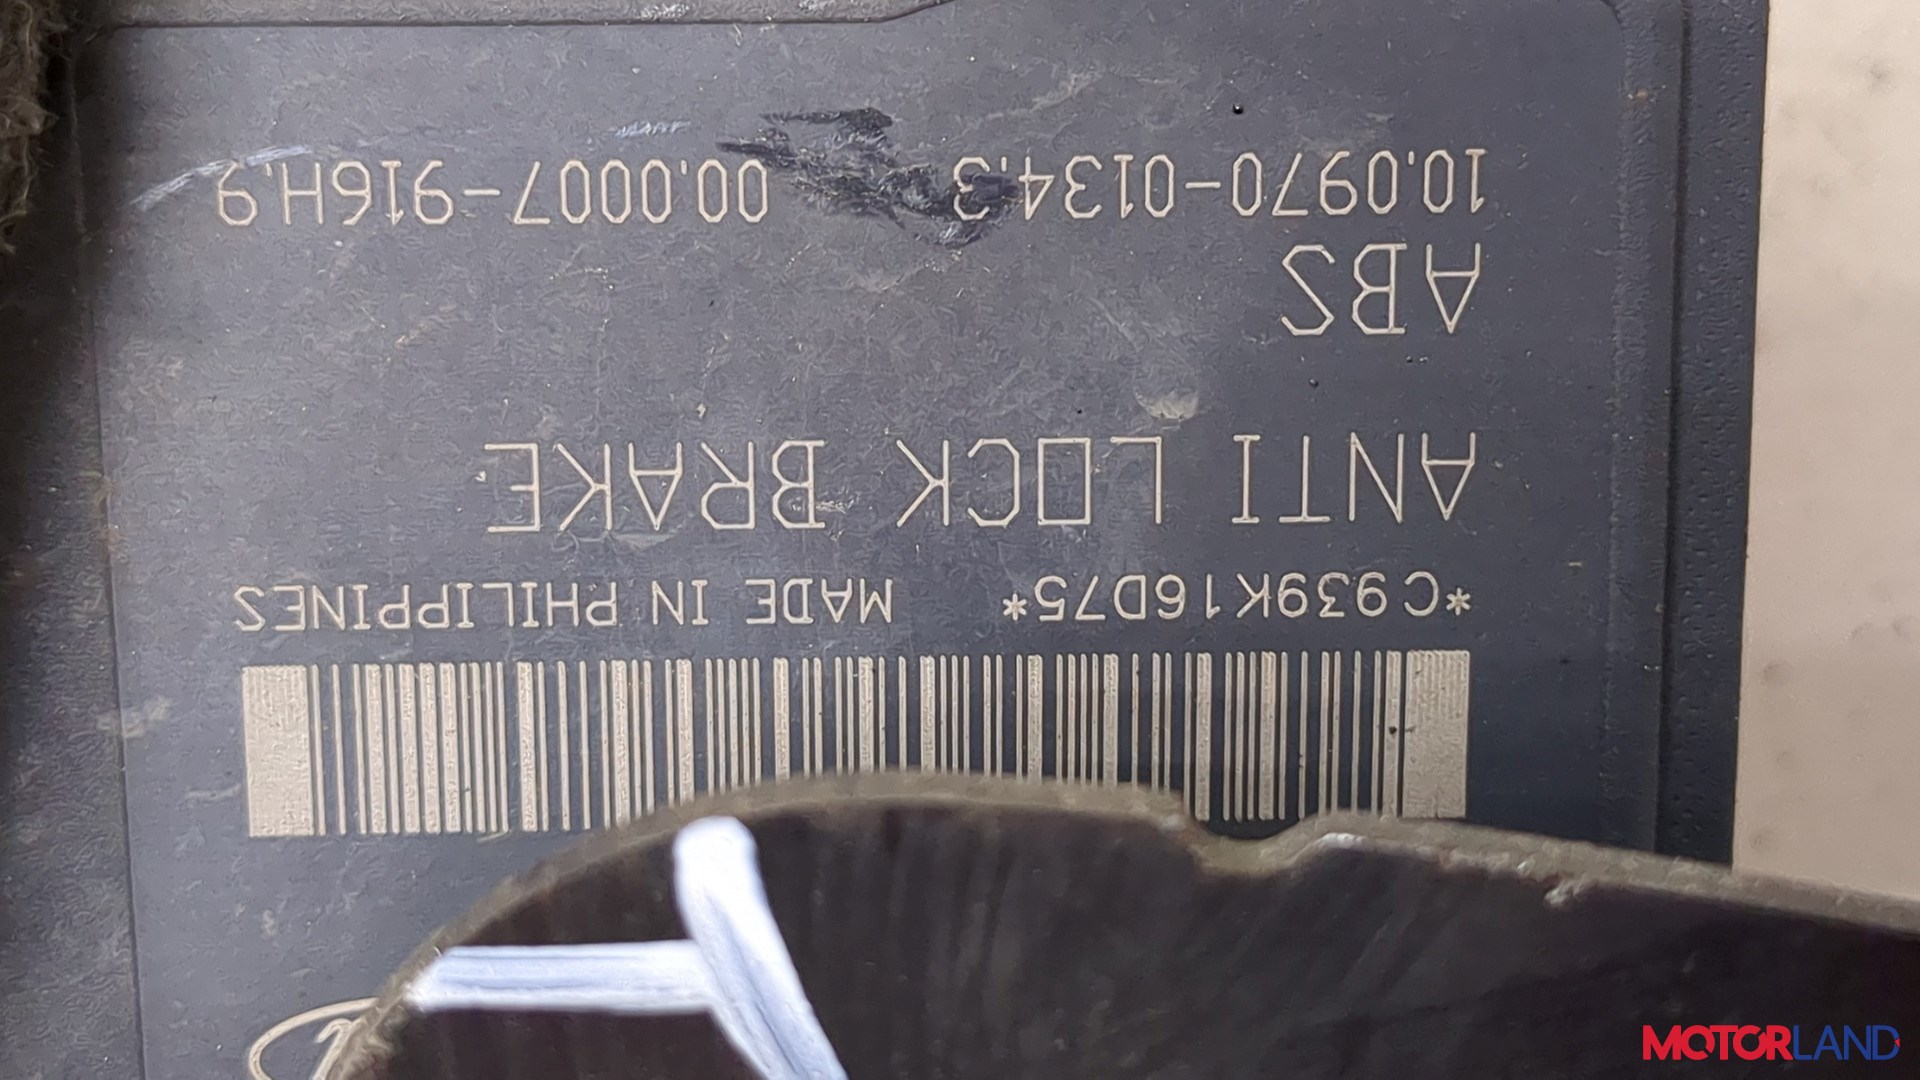 *C939K16D75* MADE IN PHILIPPINES
ANTI LOCK BRAKE
ABS
10.0970-0134.3 00.0007-916H.9
MOTORLAND